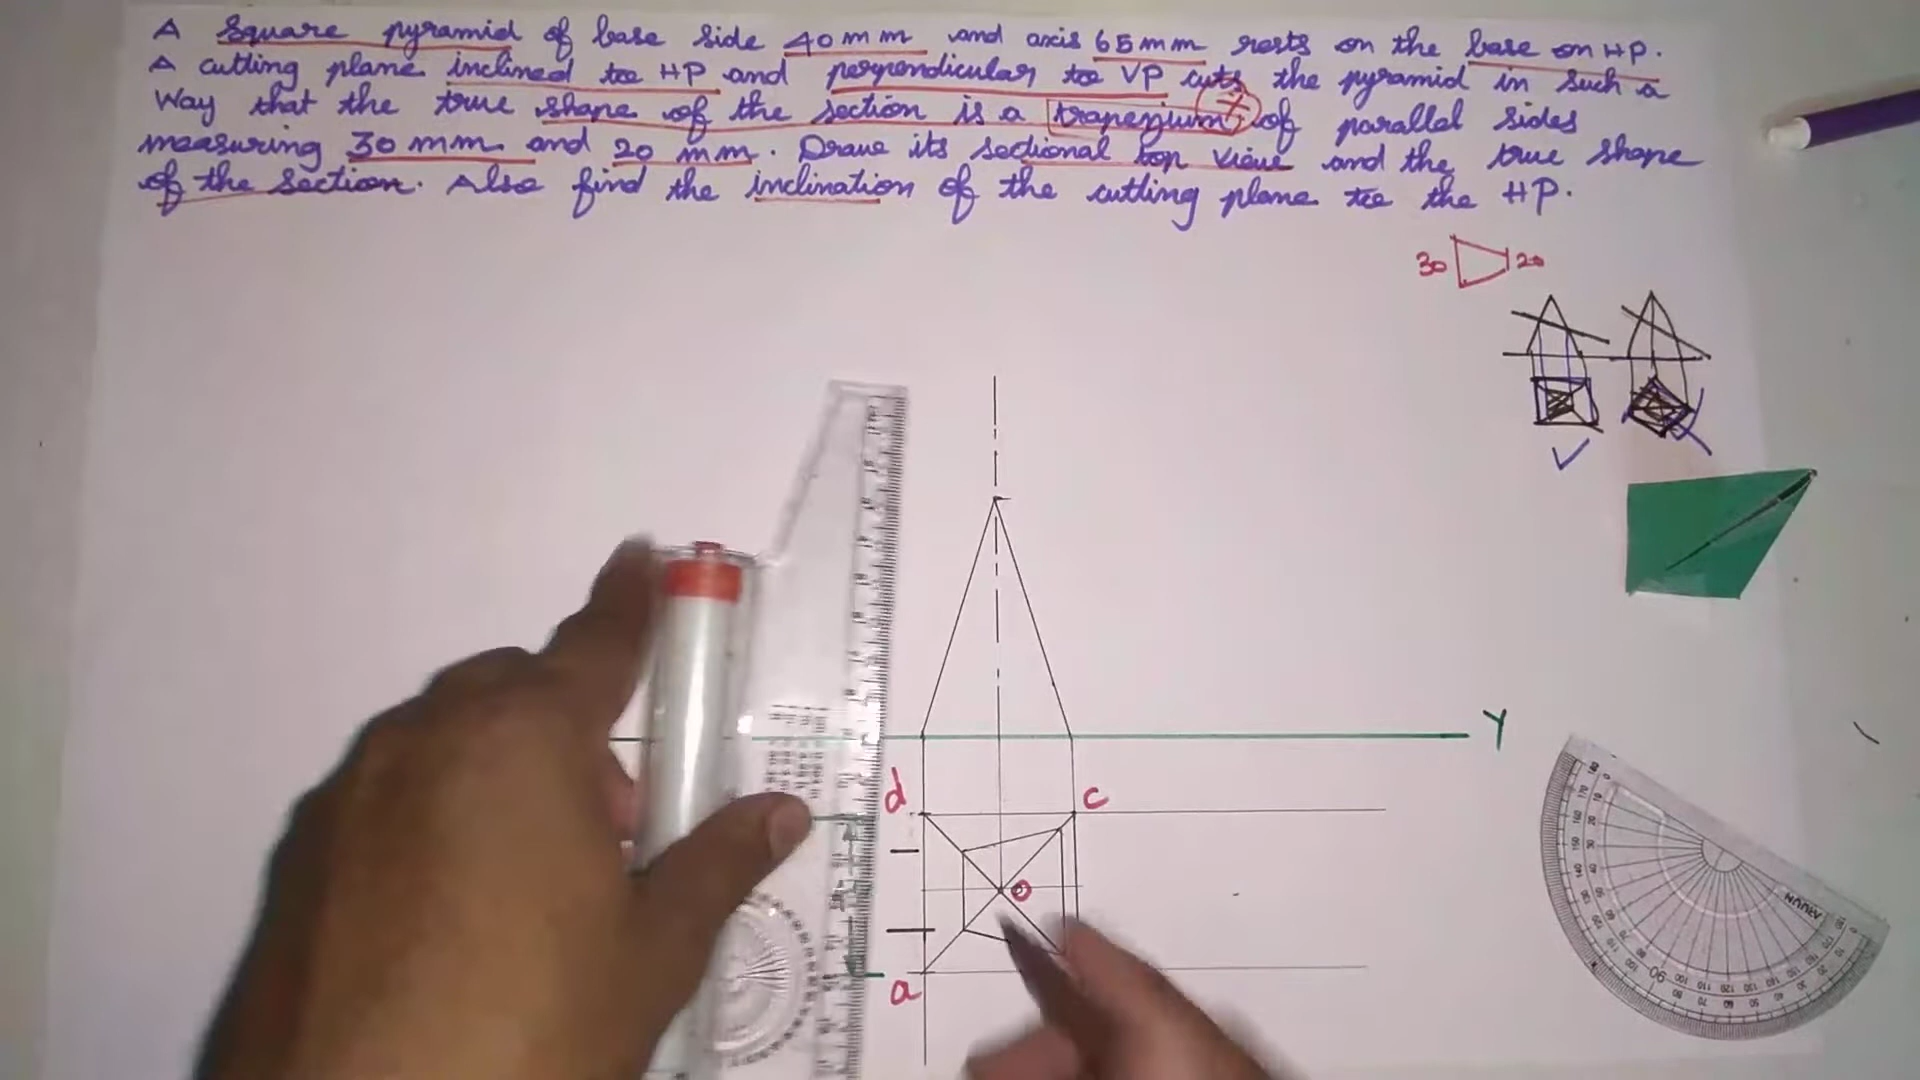 A square pyramid of base side 40 mm and axis 65 mm rests on the base on HP.
A cutting plane inclined to HP and perpendicular to VP cuts the pyramid in such a
way that the true shape of the section is a trapezium of parallel sides
measuring 30 mm and 20 mm. Draw its sectional top view and the true shape
of the section. Also find the inclination of the cutting plane to the HP.
30 20
Y
d c
o
a
ARJUN
90